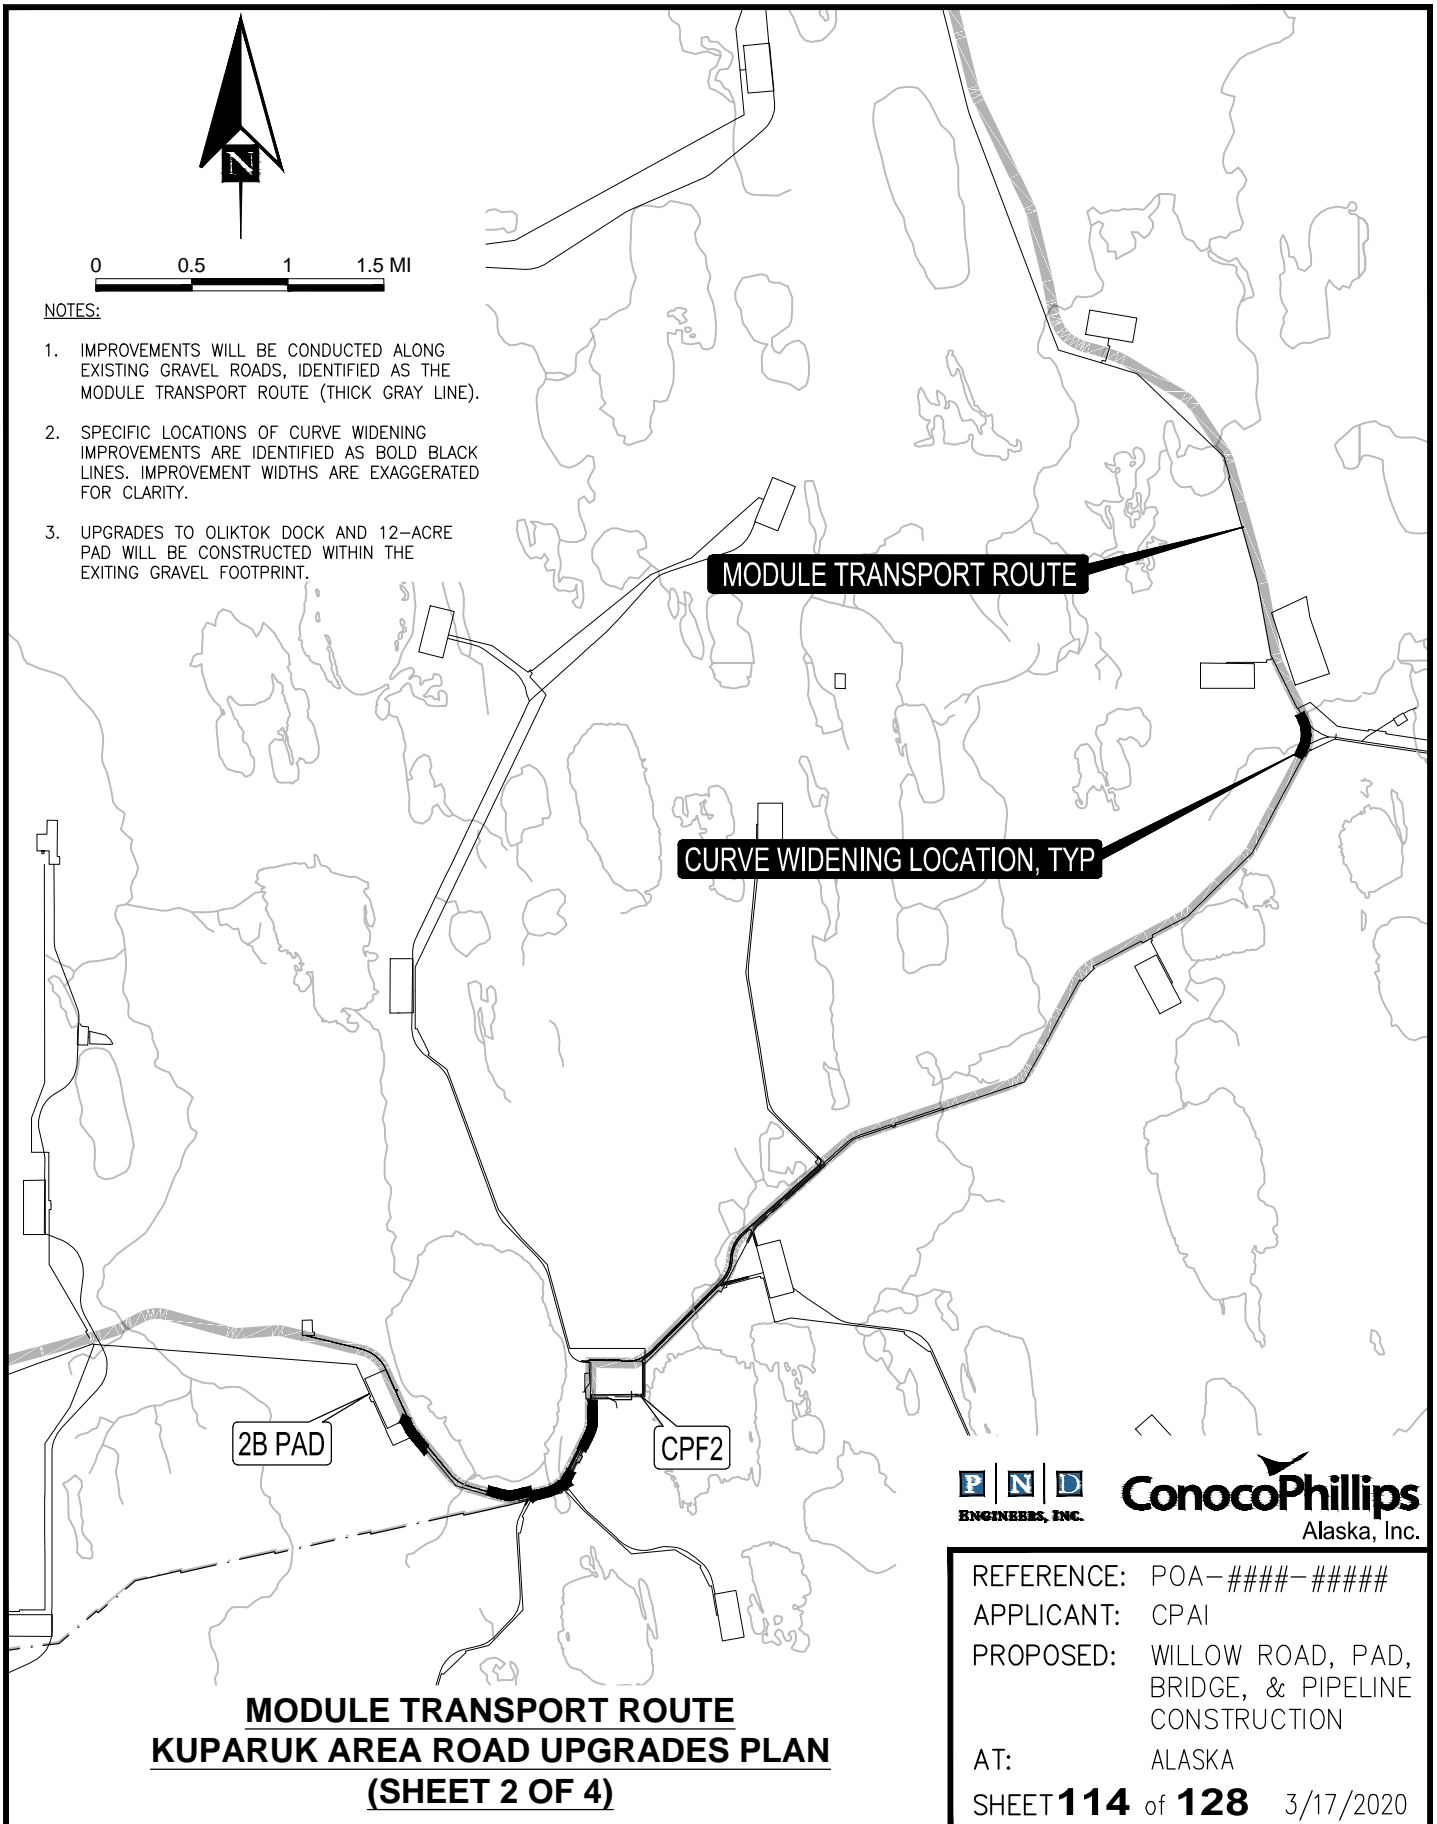 N
0 0.5 1 1.5 MI
NOTES:
1. IMPROVEMENTS WILL BE CONDUCTED ALONG
EXISTING GRAVEL ROADS, IDENTIFIED AS THE
MODULE TRANSPORT ROUTE (THICK GRAY LINE).
2. SPECIFIC LOCATIONS OF CURVE WIDENING
IMPROVEMENTS ARE IDENTIFIED AS BOLD BLACK
LINES. IMPROVEMENT WIDTHS ARE EXAGGERATED
FOR CLARITY.
3. UPGRADES TO OLIKTOK DOCK AND 12-ACRE
PAD WILL BE CONSTRUCTED WITHIN THE
EXITING GRAVEL FOOTPRINT.
MODULE TRANSPORT ROUTE
CURVE WIDENING LOCATION, TYP
2B PAD
CPF2
P N D
ENGINEERS, INC.
ConocoPhillips
Alaska, Inc.
MODULE TRANSPORT ROUTE
KUPARUK AREA ROAD UPGRADES PLAN
(SHEET 2 OF 4)
REFERENCE: POA-####-#####
APPLICANT: CPAI
PROPOSED: WILLOW ROAD, PAD,
BRIDGE, & PIPELINE
CONSTRUCTION
AT: ALASKA
SHEET 114 of 128 3/17/2020